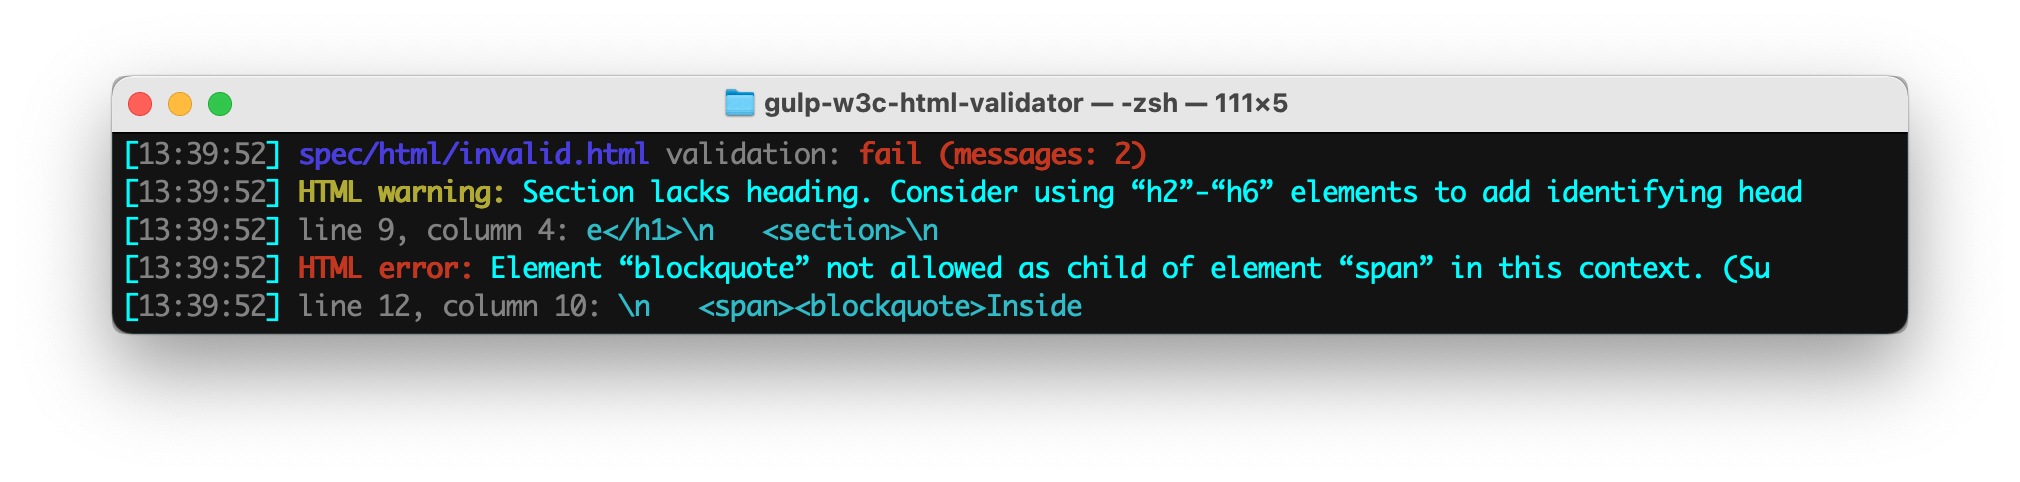 gulp-w3c-html-validator — -zsh — 111×5
[13:39:52] spec/html/invalid.html validation: fail (messages: 2)
[13:39:52] HTML warning: Section lacks heading. Consider using “h2”-“h6” elements to add identifying head
[13:39:52] line 9, column 4: e</h1>\n   <section>\n
[13:39:52] HTML error: Element “blockquote” not allowed as child of element “span” in this context. (Su
[13:39:52] line 12, column 10: \n   <span><blockquote>Inside